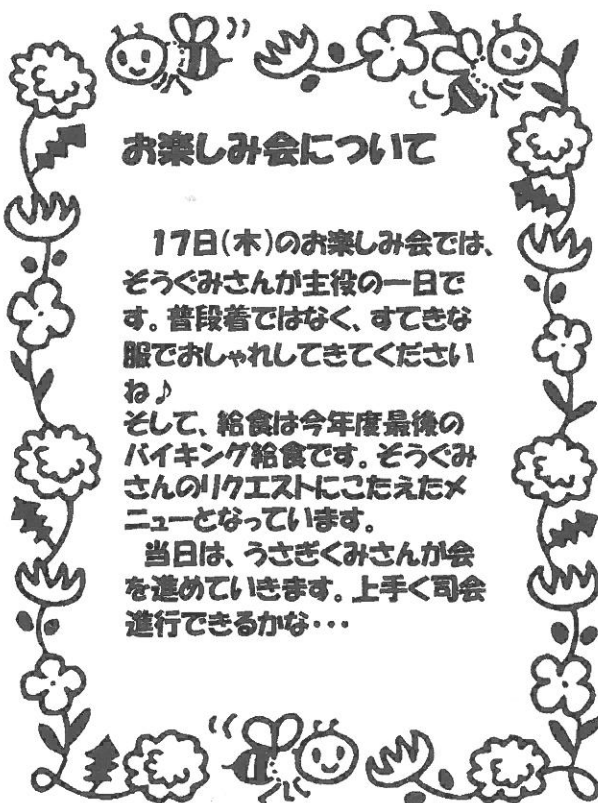 お楽しみ会について
17日(木)のお楽しみ会では、
ぞうぐみさんが主役の一日で
す。普段着ではなく、すてきな
服でおしゃれしてきてください
ね♪
そして、給食は今年度最後の
バイキング給食です。ぞうぐみ
さんのリクエストにこたえたメ
ニューとなっています。
当日は、うさぎぐみさんが会
を進めていきます。上手く司会
進行できるかな・・・